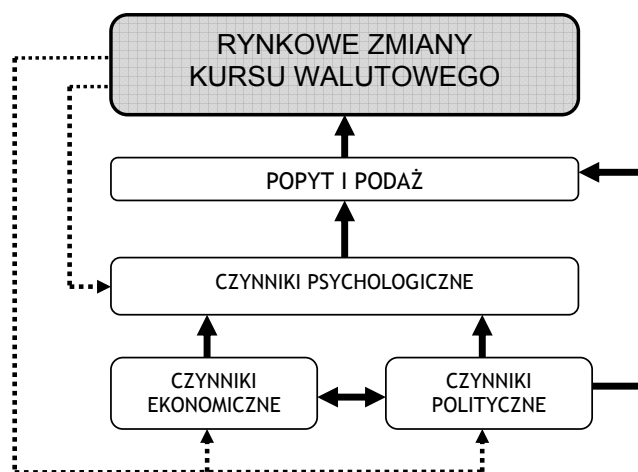 RYNKOWE ZMIANY
KURSU WALUTOWEGO
POPYT I PODAŻ
CZYNNIKI PSYCHOLOGICZNE
CZYNNIKI
EKONOMICZNE
CZYNNIKI
POLITYCZNE